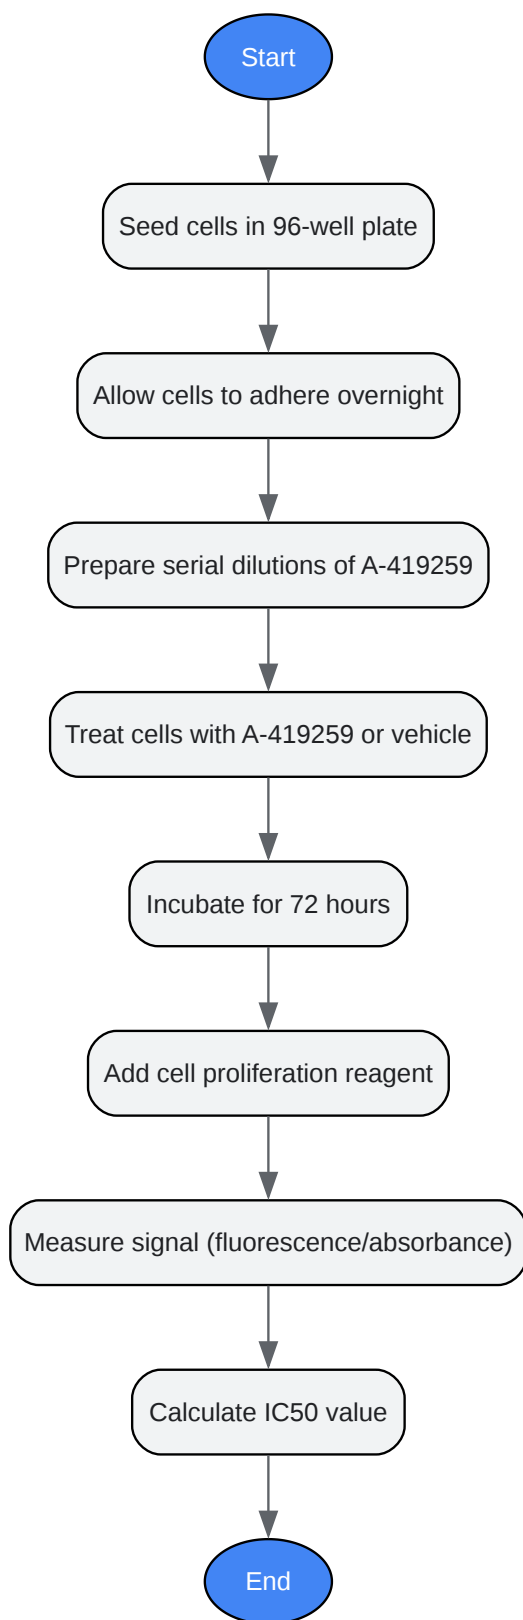 Start
Seed cells in 96-well plate
Allow cells to adhere overnight
Prepare serial dilutions of A-419259
Treat cells with A-419259 or vehicle
Incubate for 72 hours
Add cell proliferation reagent
Measure signal (fluorescence/absorbance)
Calculate IC50 value
End